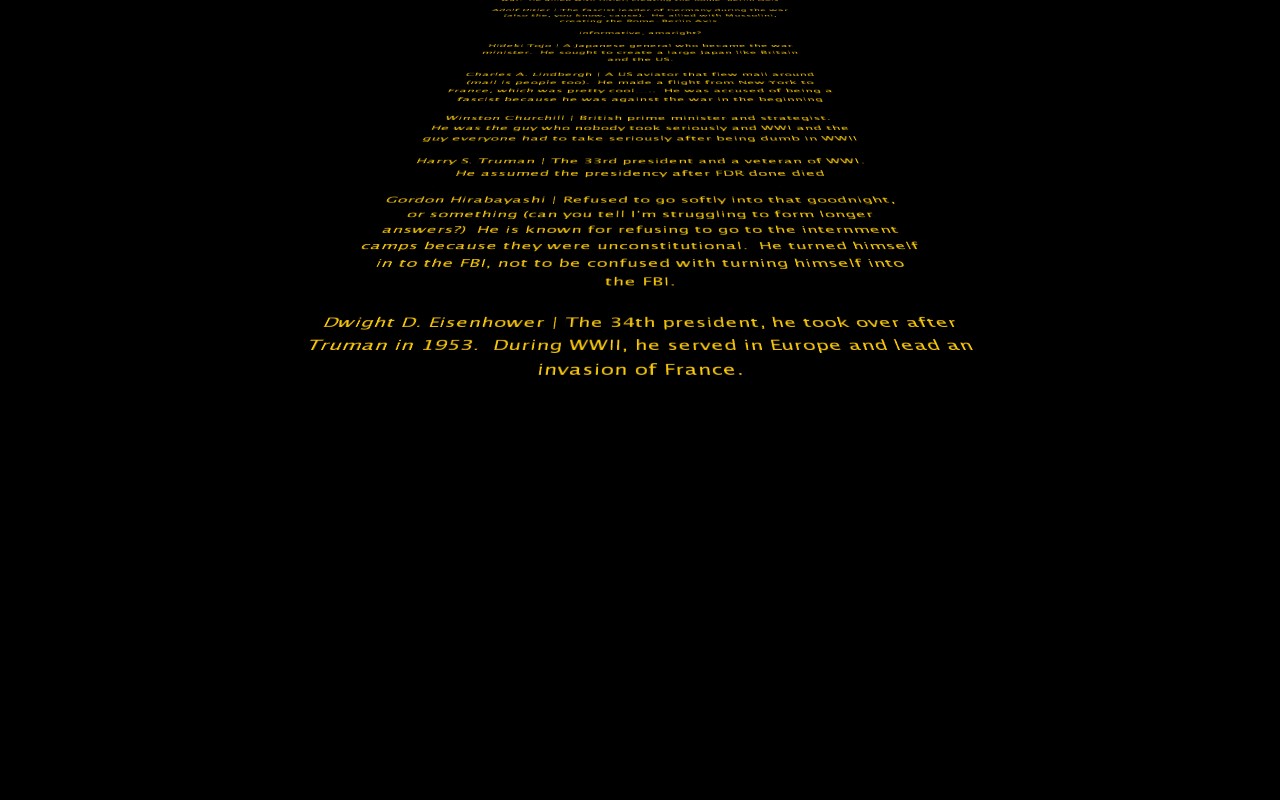 war. He allied with Hitler, creating the Rome-Berlin Axis
Adolf Hitler | The fascist leader of Germany during the war
(also the, you know, cause). He allied with Mussolini,
creating the Rome-Berlin Axis
informative, amaright?
Hideki Tojo | A Japanese general who became the war
minister. He sought to create a large Japan like Britain
and the US.
Charles A. Lindbergh | A US aviator that flew mail around
(mail is people too). He made a flight from New York to
France, which was pretty cool . . . He was accused of being a
fascist because he was against the war in the beginning
Winston Churchill | British prime minister and strategist.
He was the guy who nobody took seriously and WWI and the
guy everyone had to take seriously after being dumb in WWII
Harry S. Truman | The 33rd president and a veteran of WWI.
He assumed the presidency after FDR done died
Gordon Hirabayashi | Refused to go softly into that goodnight,
or something (can you tell I'm struggling to form longer
answers?) He is known for refusing to go to the internment
camps because they were unconstitutional. He turned himself
in to the FBI, not to be confused with turning himself into
the FBI.
Dwight D. Eisenhower | The 34th president, he took over after
Truman in 1953. During WWII, he served in Europe and lead an
invasion of France.